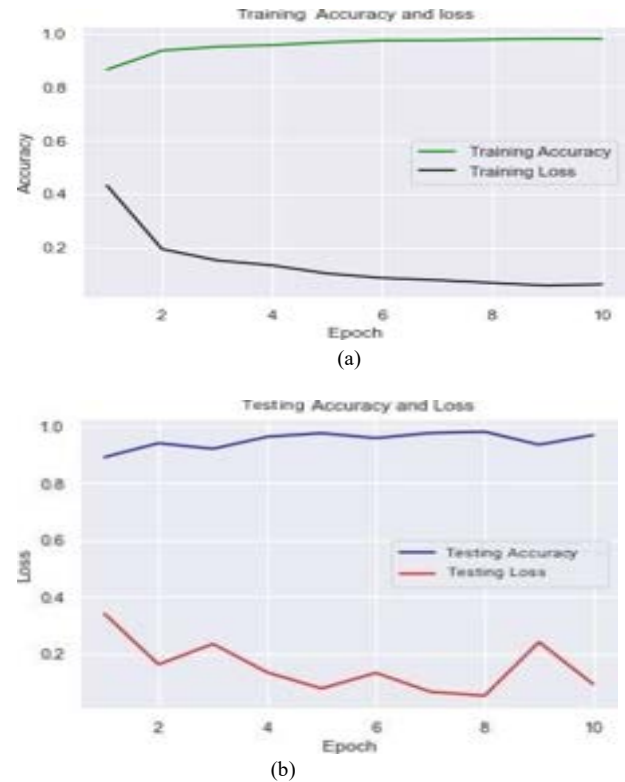 Training Accuracy and loss
1.0
0.8
0.6
0.4
0.2
Accuracy
Training Accuracy
Training Loss
2 4 6 8 10
Epoch
(a)
Testing Accuracy and Loss
1.0
0.8
0.6
0.4
0.2
Loss
Testing Accuracy
Testing Loss
2 4 6 8 10
Epoch
(b)